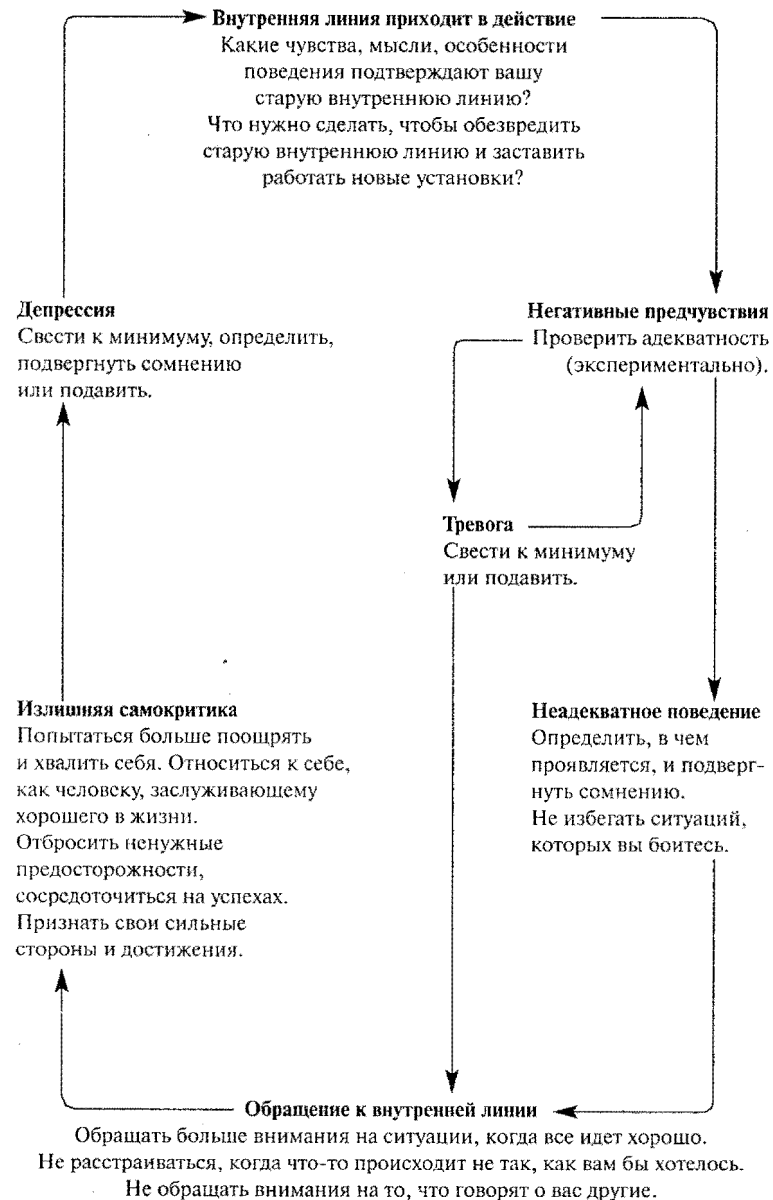 Внутренняя линия приходит в действие
Какие чувства, мысли, особенности
поведения подтверждают вашу
старую внутреннюю линию?
Что нужно сделать, чтобы обезвредить
старую внутреннюю линию и заставить
работать новые установки?
Депрессия
Свести к минимуму, определить,
подвергнуть сомнению
или подавить.
Негативные предчувствия
Проверить адекватность
(экспериментально).
Тревога
Свести к минимуму
или подавить.
Излишняя самокритика
Попытаться больше поощрять
и хвалить себя. Относиться к себе,
как человеку, заслуживающему
хорошего в жизни.
Отбросить ненужные
предосторожности,
сосредоточиться на успехах.
Признать свои сильные
стороны и достижения.
Неадекватное поведение
Определить, в чем
проявляется, и подверг-
нуть сомнению.
Не избегать ситуаций,
которых вы боитесь.
Обращение к внутренней линии
Обращать больше внимания на ситуации, когда все идет хорошо.
Не расстраиваться, когда что-то происходит не так, как вам бы хотелось.
Не обращать внимания на то, что говорят о вас другие.